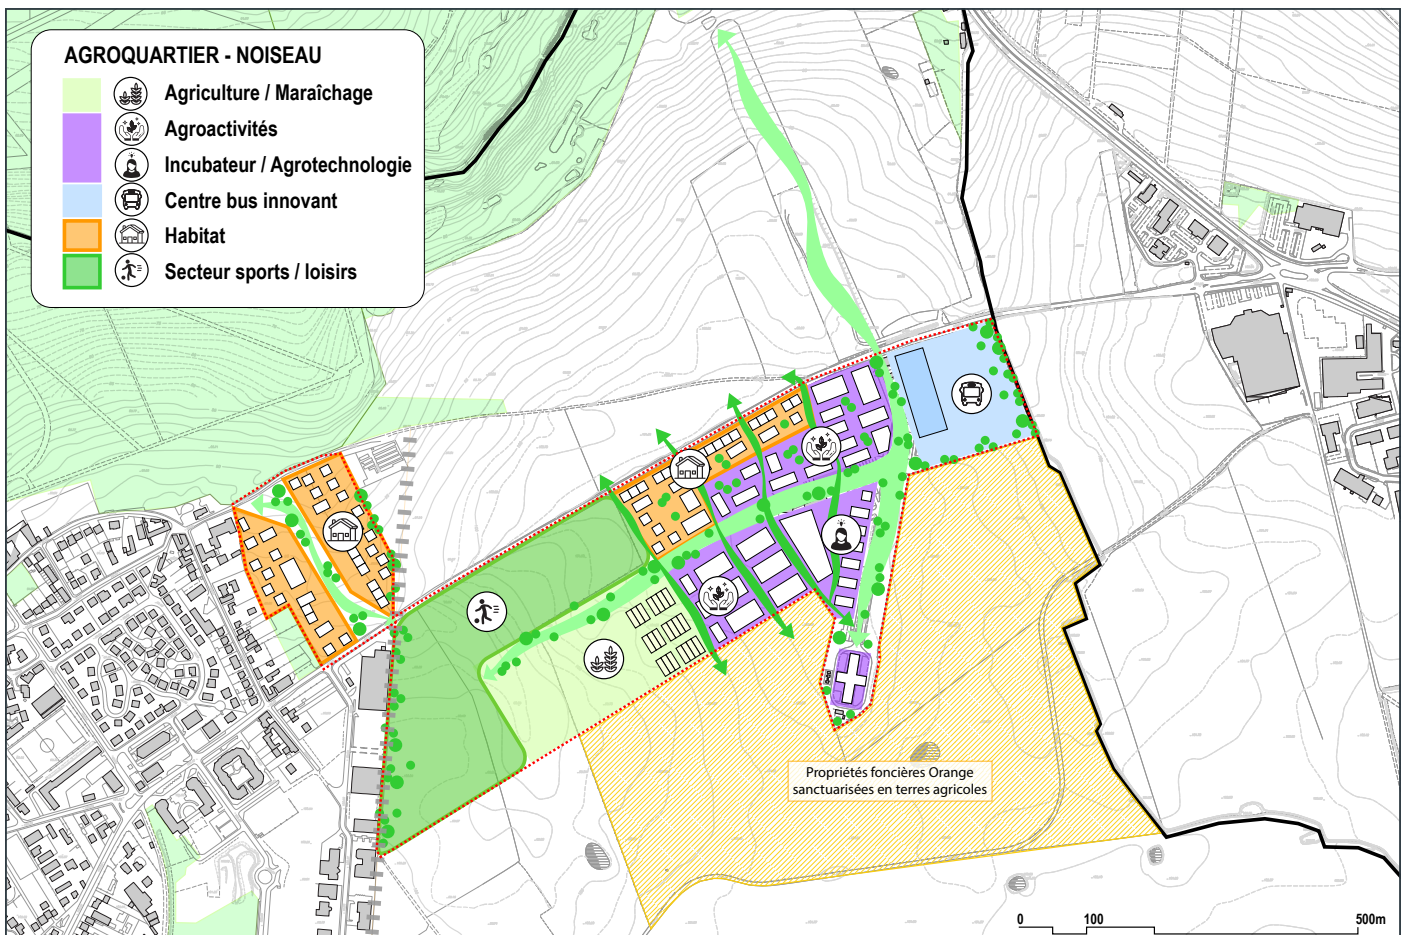 AGROQUARTIER - NOISEAU
Agriculture / Maraîchage
Agroactivités
Incubateur / Agrotechnologie
Centre bus innovant
Habitat
Secteur sports / loisirs
Propriétés foncières Orange
sanctuarisées en terres agricoles
0 100 500m